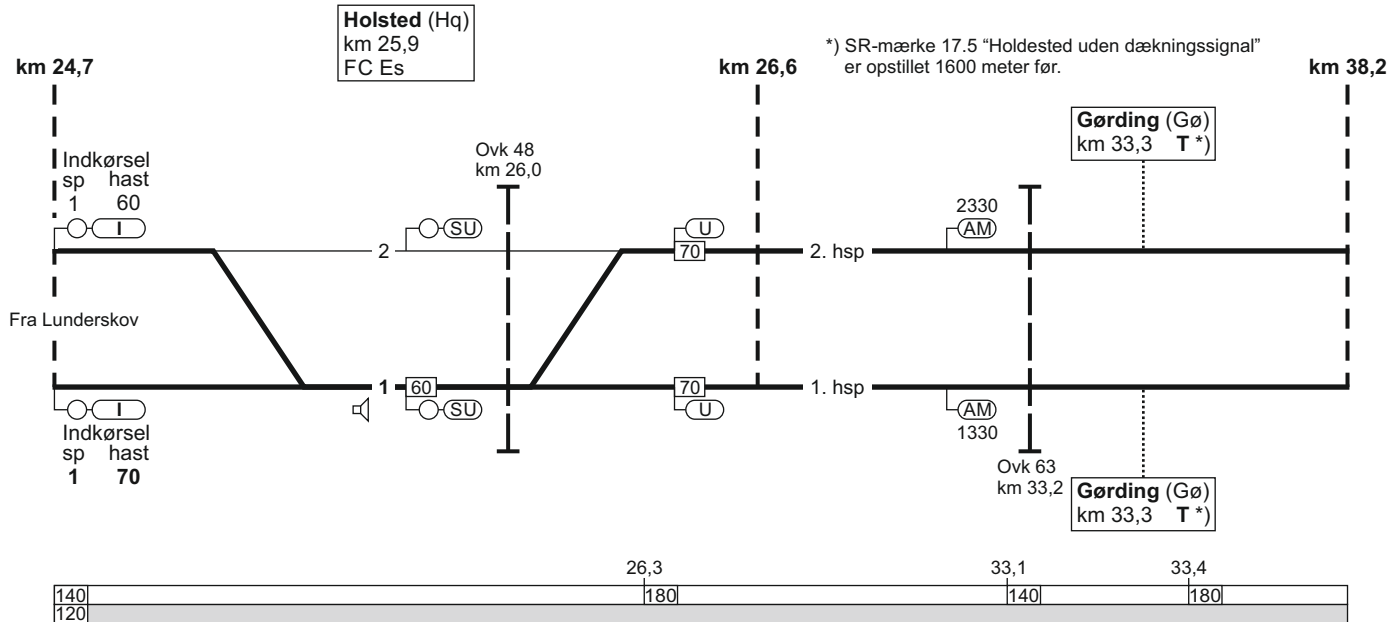 Holsted (Hq)
km 25,9
FC Es
*) SR-mærke 17.5 “Holdested uden dækningssignal”
er opstillet 1600 meter før.
km 24,7
km 26,6
km 38,2
Gørding (Gø)
km 33,3 T *)
Indkørsel
sp hast
1 60
I
Ovk 48
km 26,0
SU
U
2330
AM
2
70
2. hsp
Fra Lunderskov
1
60
70
1. hsp
I
SU
U
AM
1330
Indkørsel
sp hast
1 70
Ovk 63
km 33,2
Gørding (Gø)
km 33,3 T *)
26,3
33,1
33,4
140
180
140
180
120